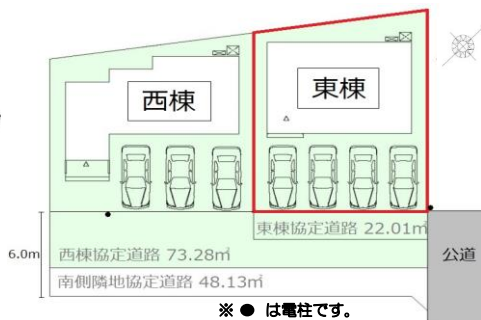 西棟
東棟
東棟協定道路 22.01㎡
6.0m
西棟協定道路 73.28㎡
公道
南側隣地協定道路 48.13㎡
※ ● は電柱です。